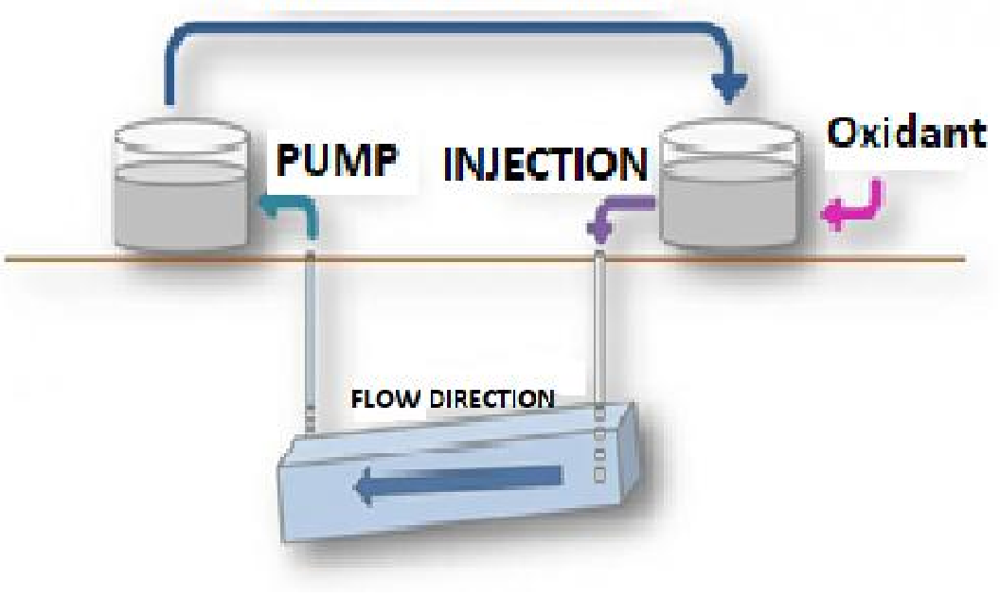 Oxidant
PUMP
INJECTION
FLOW DIRECTION